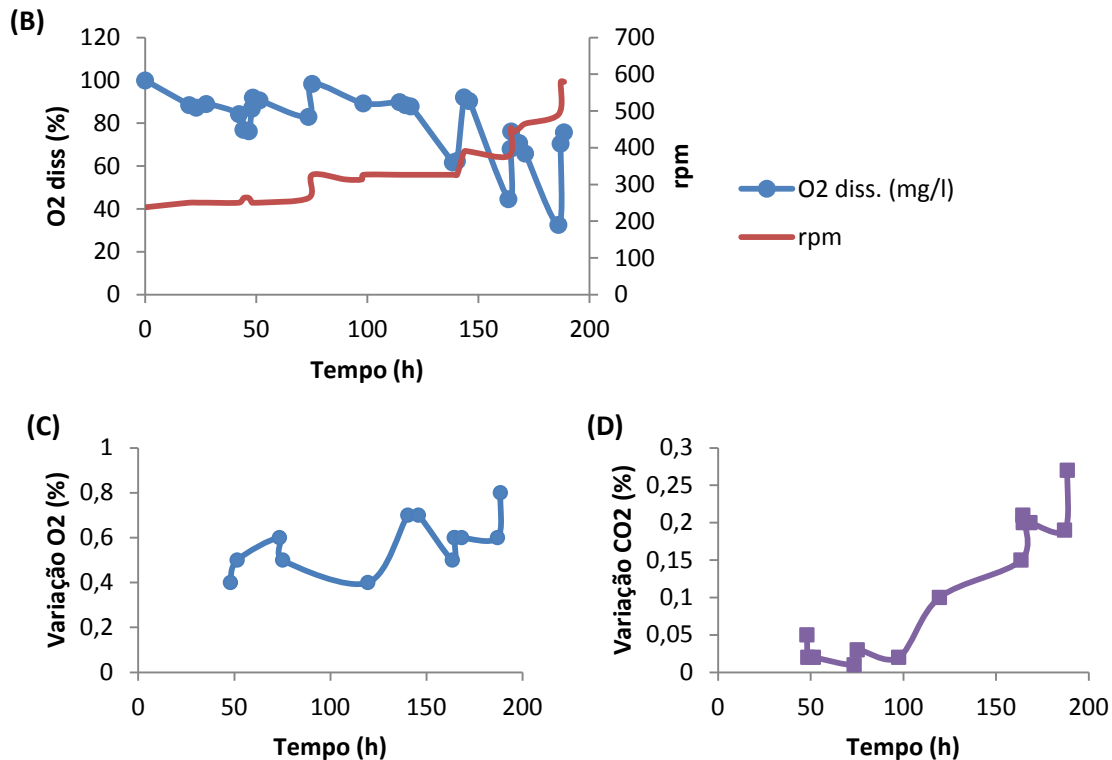 (B)
O2 diss (%)
120
100
80
60
40
20
0
700
600
500
400
300
200
100
0
rpm
0 50 100 150 200
Tempo (h)
O2 diss. (mg/l)
rpm
(C)
Variação O2 (%)
1
0,8
0,6
0,4
0,2
0
0 50 100 150 200
Tempo (h)
(D)
Variação CO2 (%)
0,3
0,25
0,2
0,15
0,1
0,05
0
0 50 100 150 200
Tempo (h)